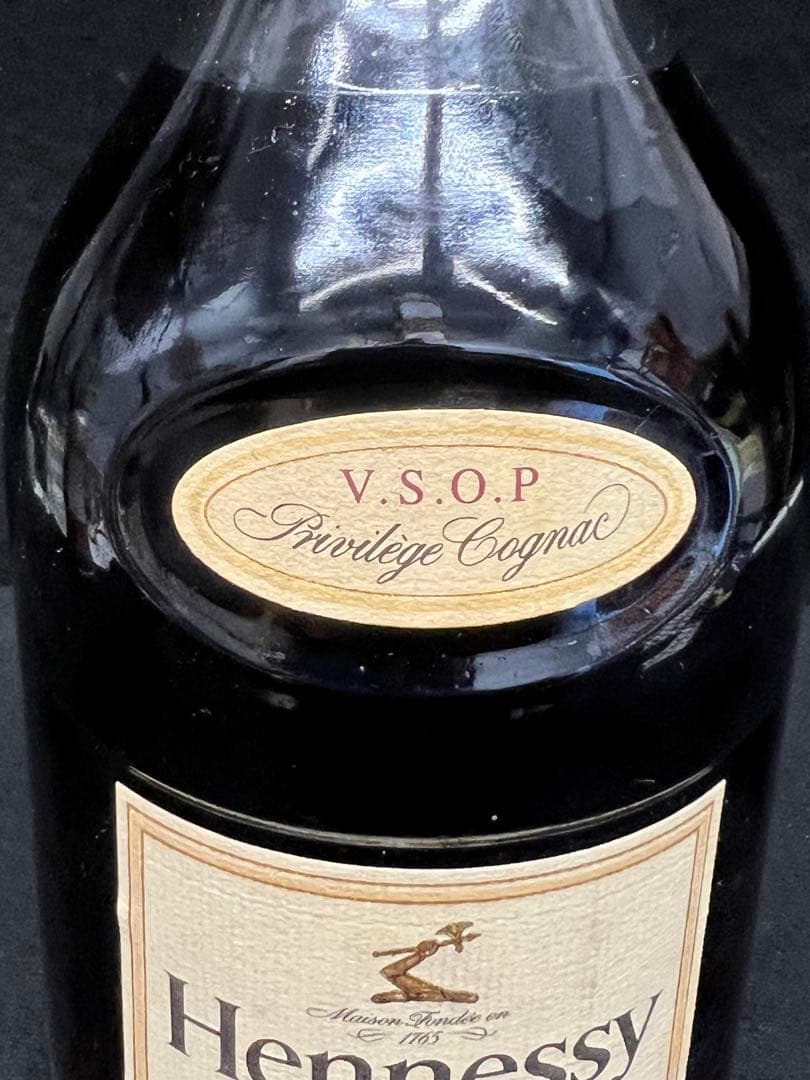 V.S.O.P
Privilège Cognac
Maison Fondée en
1765
Hennessy